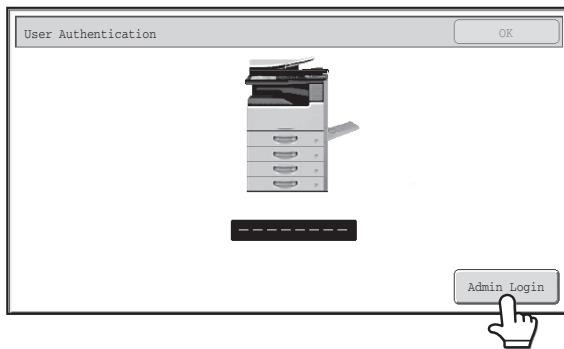 User Authentication
OK
--------
Admin Login